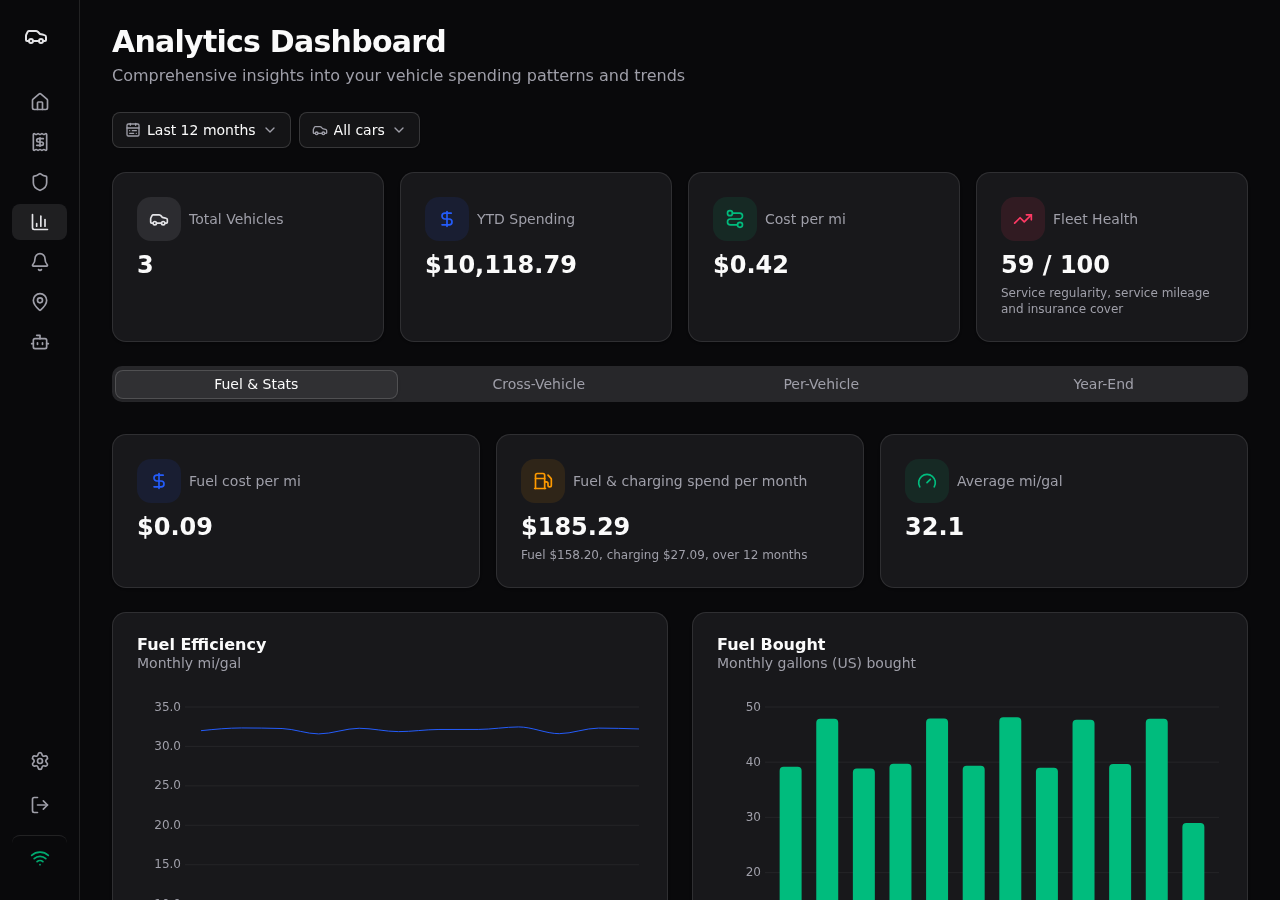 Analytics Dashboard
Comprehensive insights into your vehicle spending patterns and trends
Last 12 months
All cars
Total Vehicles
3
YTD Spending
$10,118.79
Cost per mi
$0.42
Fleet Health
59 / 100
Service regularity, service mileage
and insurance cover
Fuel & Stats
Cross-Vehicle
Per-Vehicle
Year-End
Fuel cost per mi
$0.09
Fuel & charging spend per month
$185.29
Fuel $158.20, charging $27.09, over 12 months
Average mi/gal
32.1
Fuel Efficiency
Monthly mi/gal
35.0
30.0
25.0
20.0
15.0
Fuel Bought
Monthly gallons (US) bought
50
40
30
20